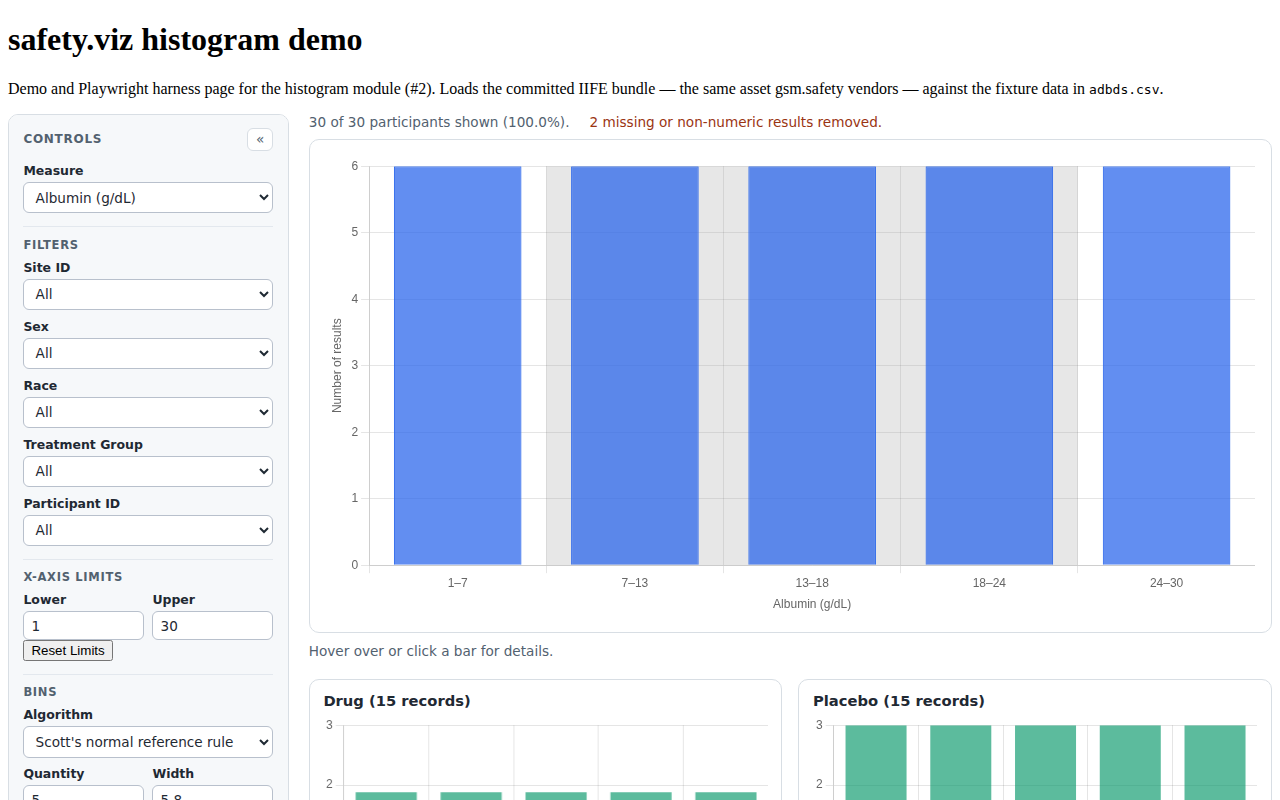 safety.viz histogram demo
Demo and Playwright harness page for the histogram module (#2). Loads the committed IIFE bundle — the same asset gsm.safety vendors — against the fixture data in adbds.csv.
CONTROLS «
Measure
Albumin (g/dL)
FILTERS
Site ID
All
Sex
All
Race
All
Treatment Group
All
Participant ID
All
X-AXIS LIMITS
Lower Upper
1 30
Reset Limits
BINS
Algorithm
Scott's normal reference rule
Quantity Width
30 of 30 participants shown (100.0%). 2 missing or non-numeric results removed.
6
5
4
3
2
1
0
Number of results
1–7 7–13 13–18 18–24 24–30
Albumin (g/dL)
Hover over or click a bar for details.
Drug (15 records)
3
2
Placebo (15 records)
3
2